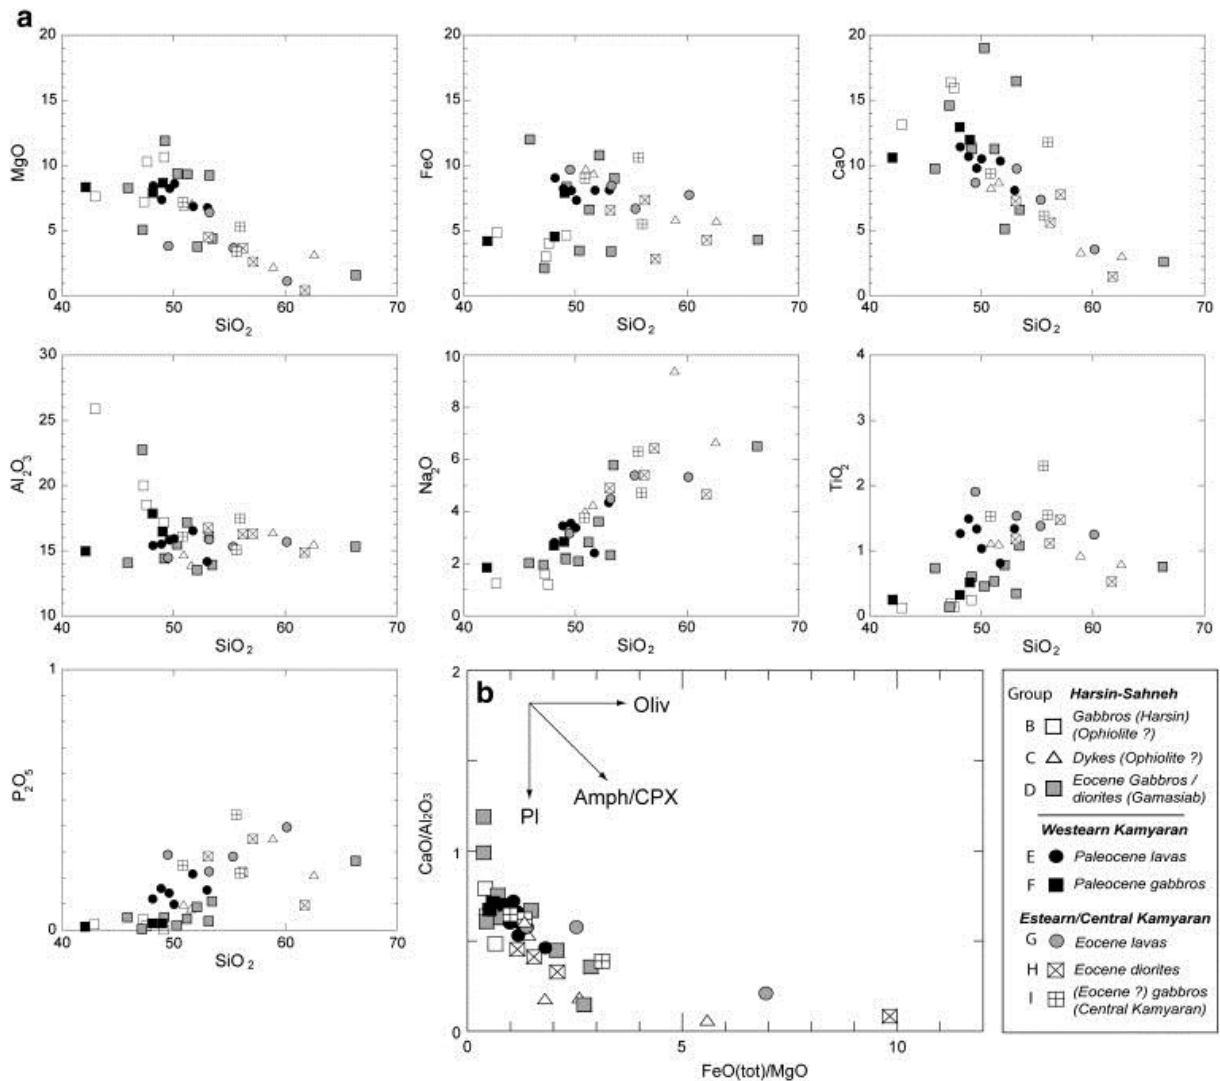 a
20
15
10
5
0
MgO
40 50 60 70
SiO2
20
15
10
5
0
FeO
40 50 60 70
SiO2
20
15
10
5
0
CaO
40 50 60 70
SiO2
30
25
20
15
10
Al2O3
40 50 60 70
SiO2
10
8
6
4
2
0
Na2O
40 50 60 70
SiO2
4
3
2
1
0
TiO2
40 50 60 70
SiO2
1
0
P2O5
40 50 60 70
SiO2
b
2
1
0
CaO/Al2O3
Oliv
Amph/CPX
Pl
0 5 10
FeO(tot)/MgO
Group Harsin-Sahneh
B Gabbros (Harsin)
(Ophiolite ?)
C Dykes (Ophiolite ?)
D Eocene Gabbros /
diorites (Gamasiab)
Westearn Kamyaran
E Paleocene lavas
F Paleocene gabbros
Estearn/Central Kamyaran
G Eocene lavas
H Eocene diorites
I (Eocene ?) gabbros
(Central Kamyaran)